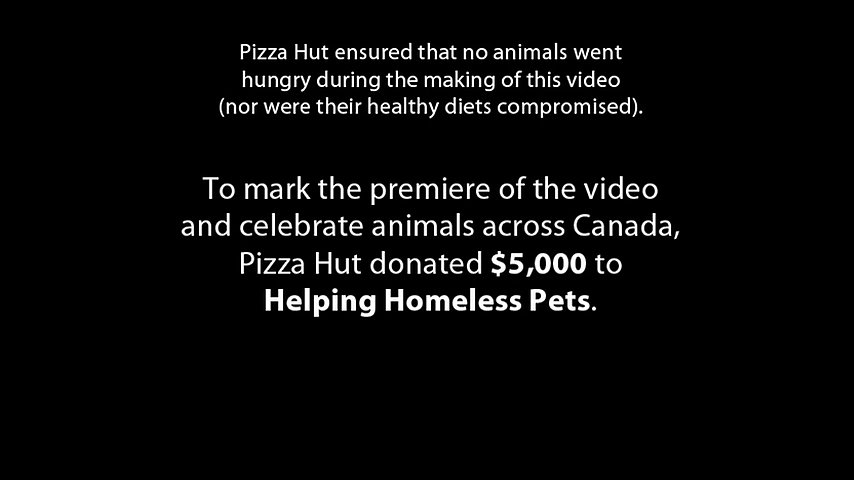 Pizza Hut ensured that no animals went
hungry during the making of this video
(nor were their healthy diets compromised).
To mark the premiere of the video
and celebrate animals across Canada,
Pizza Hut donated $5,000 to
Helping Homeless Pets.